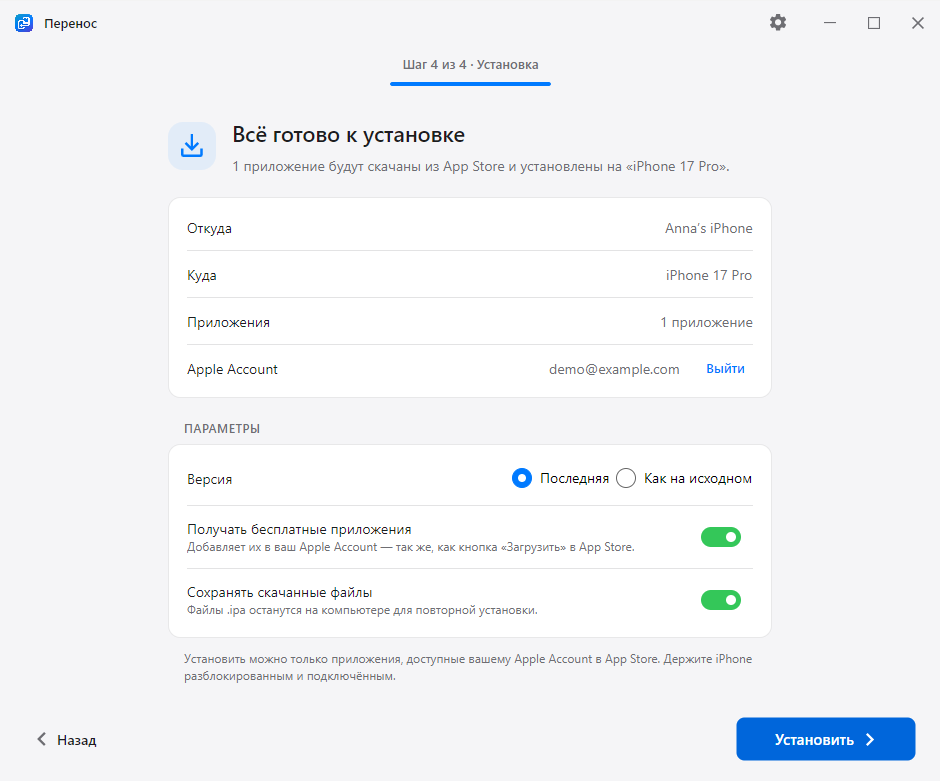 Перенос
Шаг 4 из 4 · Установка
Всё готово к установке
1 приложение будут скачаны из App Store и установлены на «iPhone 17 Pro».
Откуда Anna’s iPhone
Куда iPhone 17 Pro
Приложения 1 приложение
Apple Account demo@example.com Выйти
ПАРАМЕТРЫ
Версия Последняя Как на исходном
Получать бесплатные приложения
Добавляет их в ваш Apple Account — так же, как кнопка «Загрузить» в App Store.
Сохранять скачанные файлы
Файлы .ipa останутся на компьютере для повторной установки.
Установить можно только приложения, доступные вашему Apple Account в App Store. Держите iPhone
разблокированным и подключённым.
Назад Установить